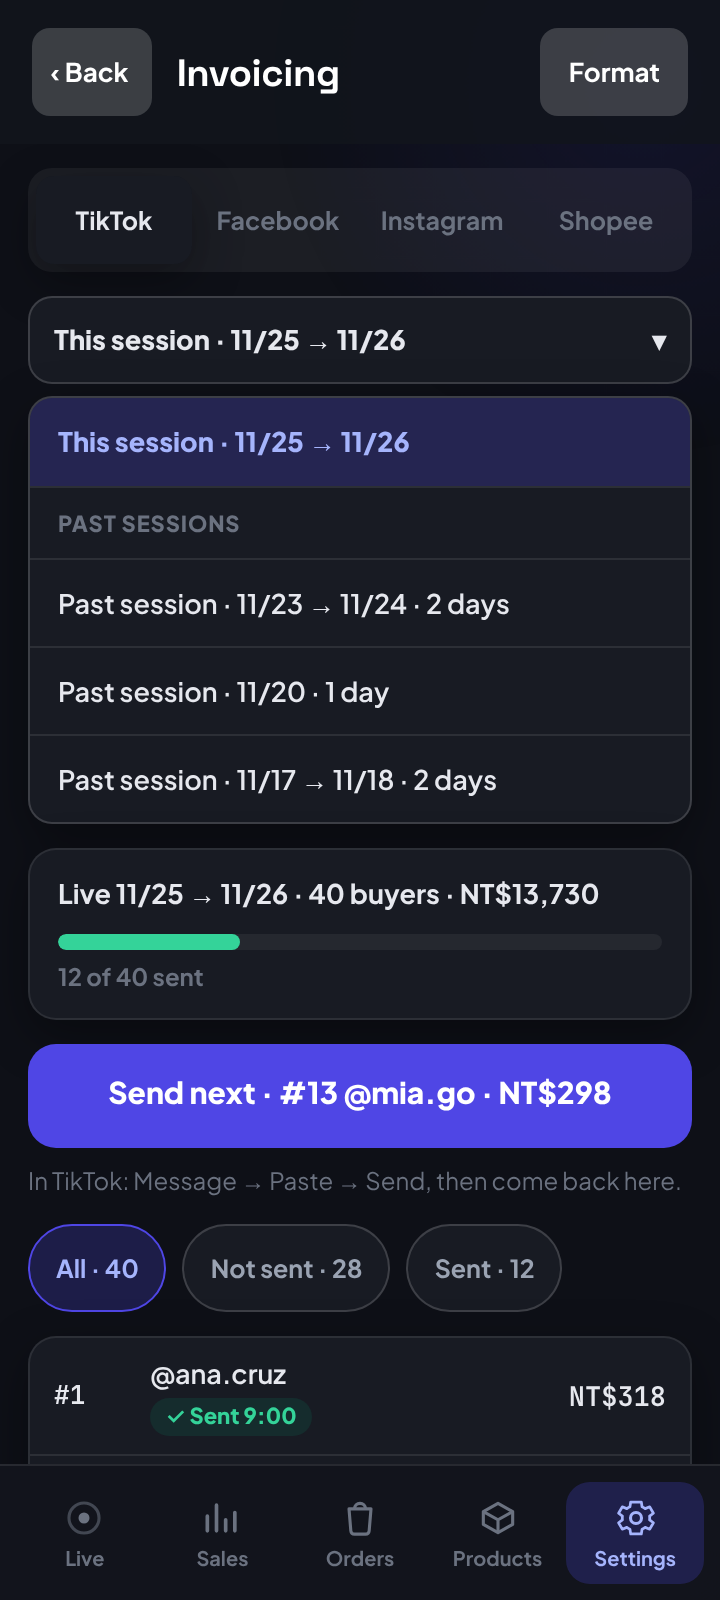 ‹ Back
Invoicing
Format
TikTok
Facebook
Instagram
Shopee
This session · 11/25 → 11/26 ▼
This session · 11/25 → 11/26
PAST SESSIONS
Past session · 11/23 → 11/24 · 2 days
Past session · 11/20 · 1 day
Past session · 11/17 → 11/18 · 2 days
Live 11/25 → 11/26 · 40 buyers · NT$13,730
12 of 40 sent
Send next · #13 @mia.go · NT$298
In TikTok: Message → Paste → Send, then come back here.
All · 40
Not sent · 28
Sent · 12
#1
@ana.cruz
✓ Sent 9:00
NT$318
Live
Sales
Orders
Products
Settings